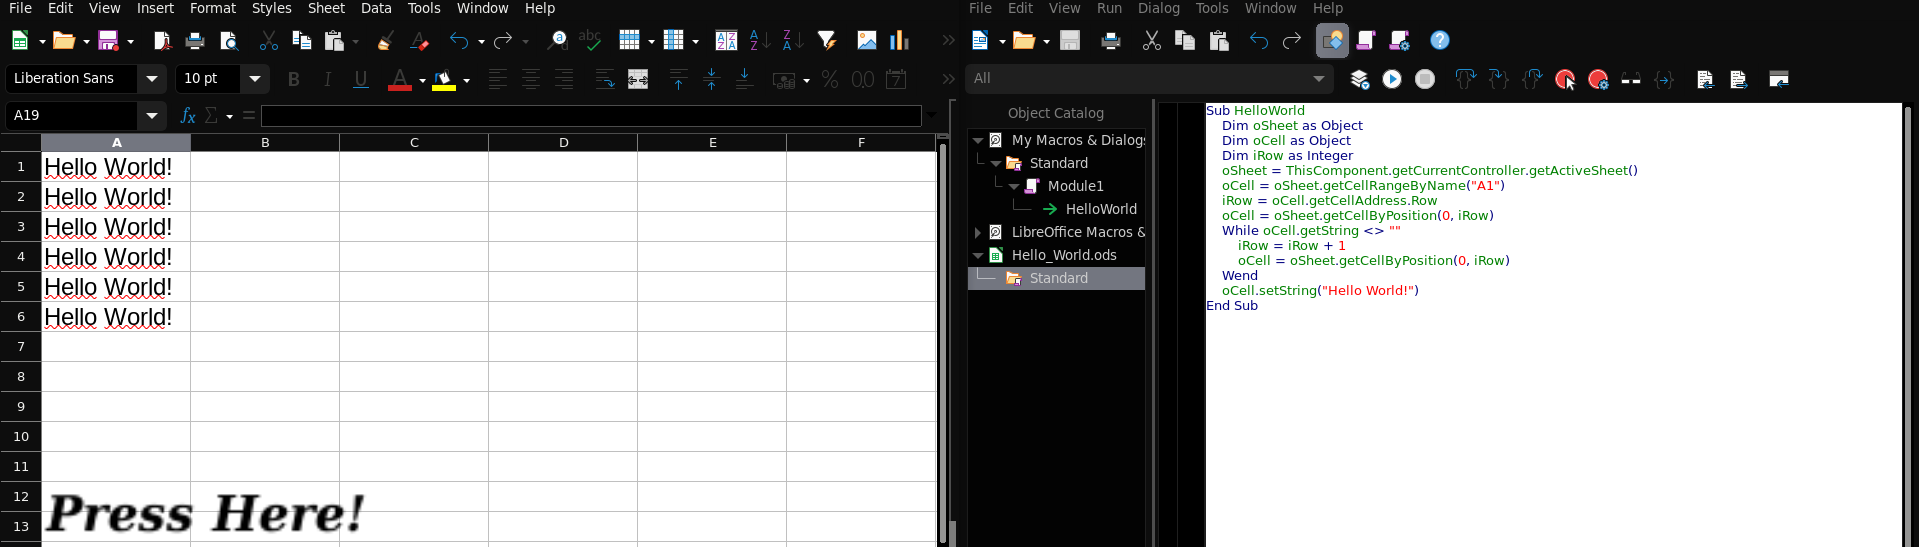 File Edit View Insert Format Styles Sheet Data Tools Window Help
Liberation Sans 10 pt B I U A % 0.0
A19 fx Σ =
A B C D E F
1 Hello World!
2 Hello World!
3 Hello World!
4 Hello World!
5 Hello World!
6 Hello World!
7
8
9
10
11
12
13
Press Here!
File Edit View Run Dialog Tools Window Help
All
Object Catalog
My Macros & Dialogs
Standard
Module1
HelloWorld
LibreOffice Macros &
Hello_World.ods
Standard
Sub HelloWorld
Dim oSheet as Object
Dim oCell as Object
Dim iRow as Integer
oSheet = ThisComponent.getCurrentController.getActiveSheet()
oCell = oSheet.getCellRangeByName("A1")
iRow = oCell.getCellAddress.Row
oCell = oSheet.getCellByPosition(0, iRow)
While oCell.getString <> ""
iRow = iRow + 1
oCell = oSheet.getCellByPosition(0, iRow)
Wend
oCell.setString("Hello World!")
End Sub